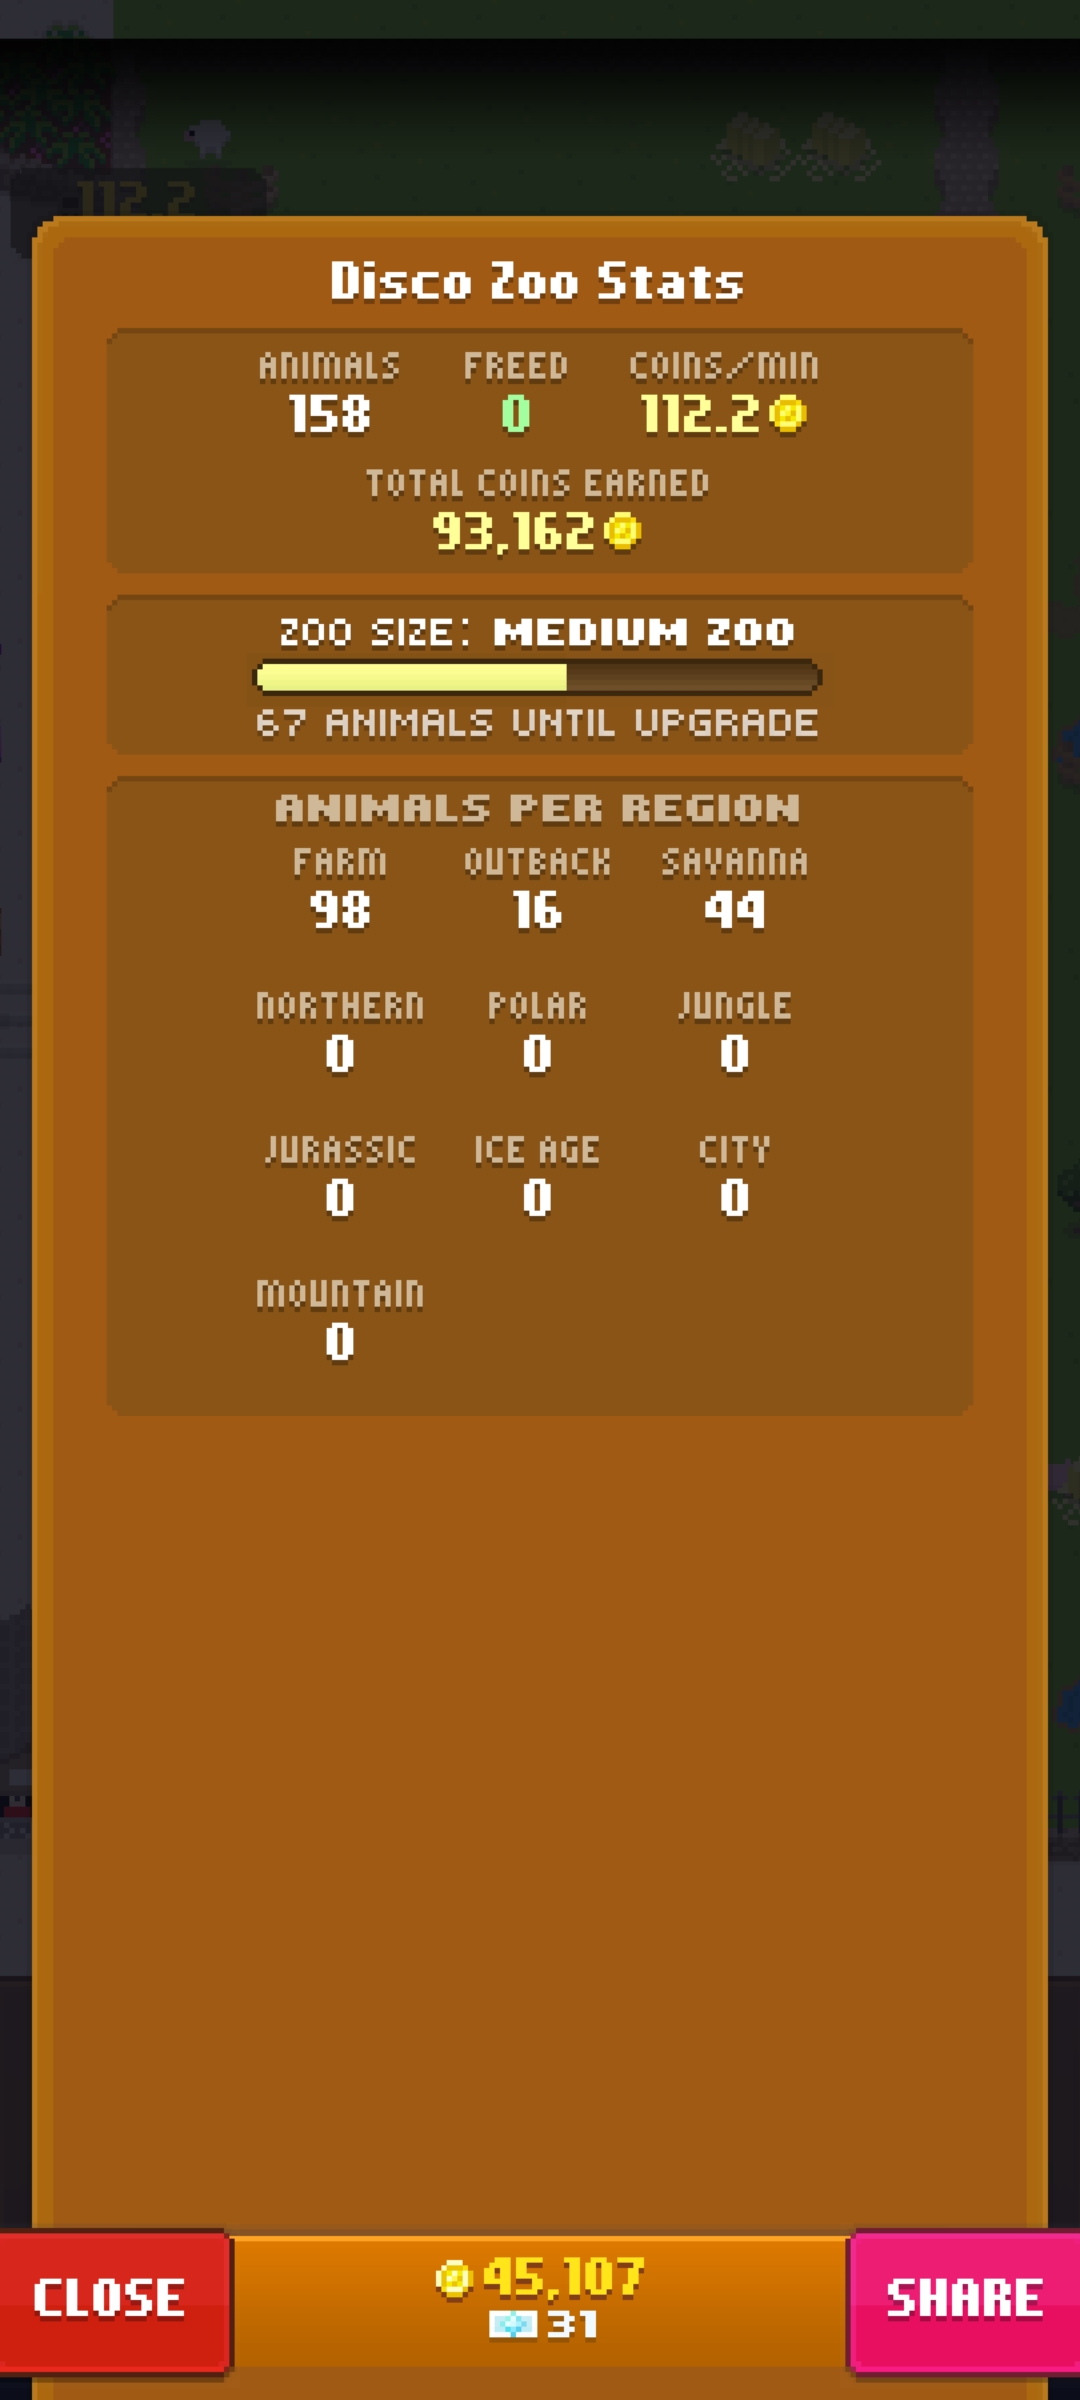 112.2
Disco Zoo Stats
ANIMALS FREED COINS/MIN
158 0 112.2
TOTAL COINS EARNED
93,162
ZOO SIZE: MEDIUM ZOO
67 ANIMALS UNTIL UPGRADE
ANIMALS PER REGION
FARM OUTBACK SAVANNA
98 16 44
NORTHERN POLAR JUNGLE
0 0 0
JURASSIC ICE AGE CITY
0 0 0
MOUNTAIN
0
CLOSE 45,107 SHARE
31